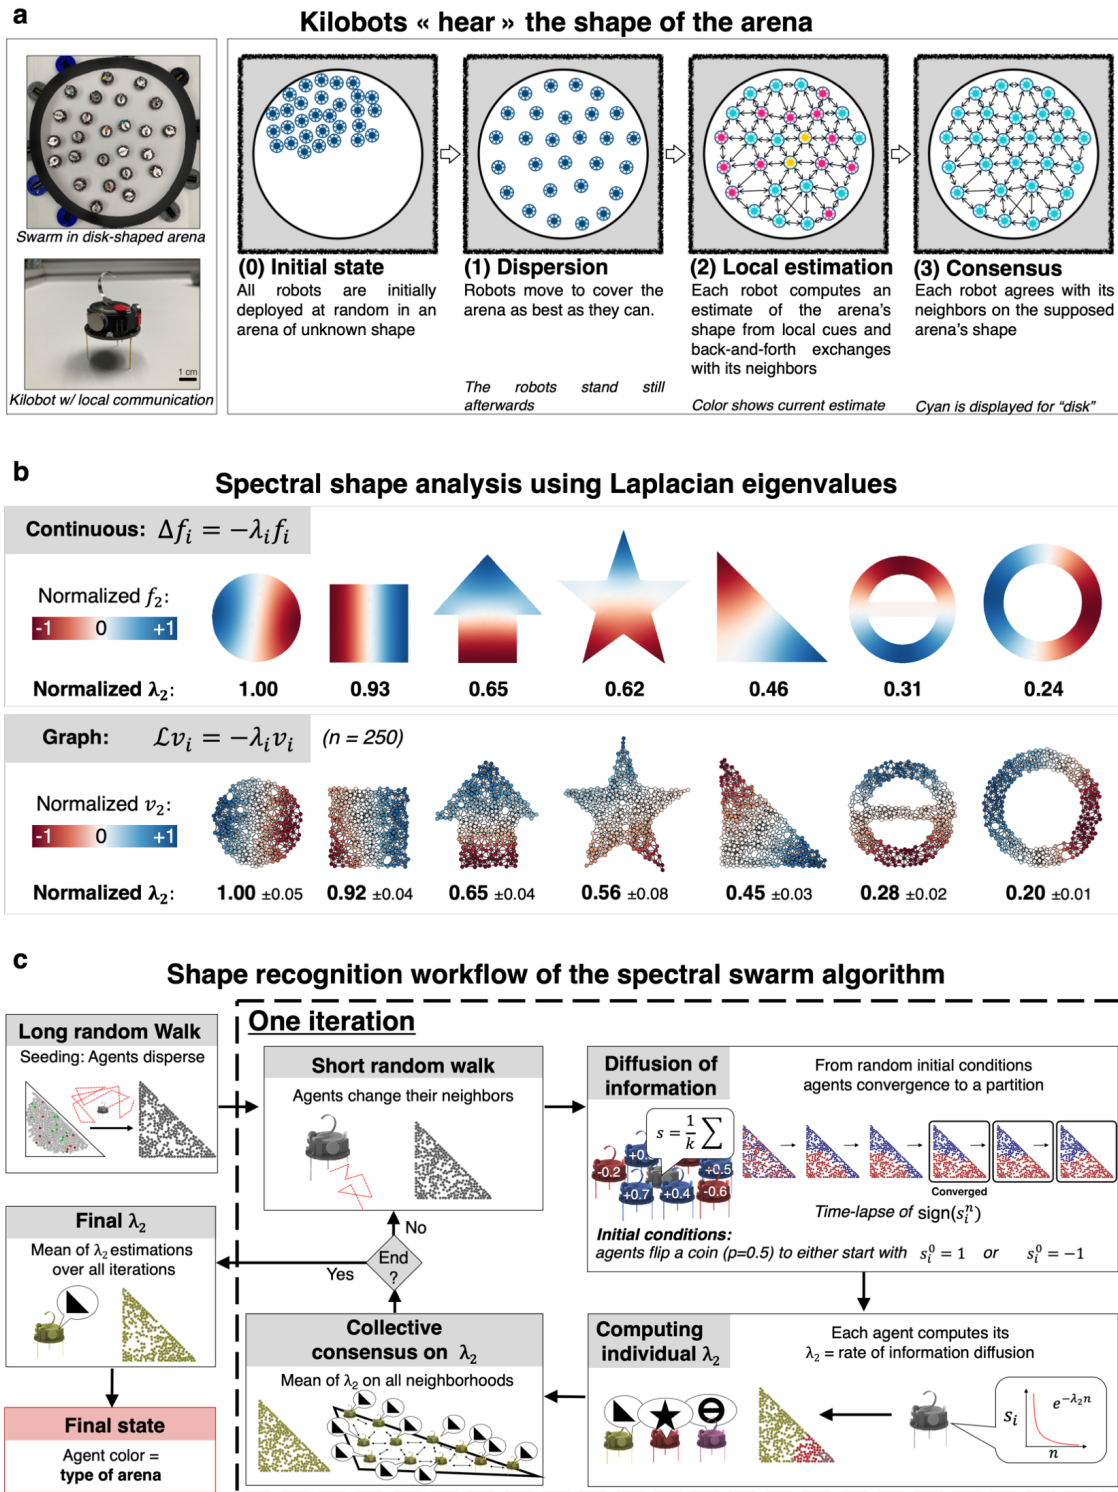 a
Kilobots « hear » the shape of the arena
Swarm in disk-shaped arena
1 cm
Kilobot w/ local communication
(0) Initial state
All robots are initially
deployed at random in an
arena of unknown shape
(1) Dispersion
Robots move to cover the
arena as best as they can.
The robots stand still
afterwards
(2) Local estimation
Each robot computes an
estimate of the arena's
shape from local cues and
back-and-forth exchanges
with its neighbors
Color shows current estimate
(3) Consensus
Each robot agrees with its
neighbors on the supposed
arena's shape
Cyan is displayed for "disk"
b
Spectral shape analysis using Laplacian eigenvalues
Continuous: Δf_i = −λ_i f_i
Normalized f₂:
-1 0 +1
Normalized λ₂: 1.00 0.93 0.65 0.62 0.46 0.31 0.24
Graph: ℒv_i = −λ_i v_i (n = 250)
Normalized v₂:
-1 0 +1
Normalized λ₂: 1.00 ±0.05 0.92 ±0.04 0.65 ±0.04 0.56 ±0.08 0.45 ±0.03 0.28 ±0.02 0.20 ±0.01
c
Shape recognition workflow of the spectral swarm algorithm
Long random Walk
Seeding: Agents disperse
One iteration
Short random walk
Agents change their neighbors
Diffusion of
information
From random initial conditions
agents convergence to a partition
s = 1/k ∑
-0.2
+0.5
+0.7
+0.4
-0.6
Converged
Time-lapse of sign(s_i^n)
Initial conditions:
agents flip a coin (p=0.5) to either start with s_i^0 = 1 or s_i^0 = −1
Final λ₂
Mean of λ₂ estimations
over all iterations
No
Yes
End
?
Collective
consensus on λ₂
Mean of λ₂ on all neighborhoods
Computing
individual λ₂
Each agent computes its
λ₂ = rate of information diffusion
s_i
e^{−λ₂n}
n
Final state
Agent color =
type of arena